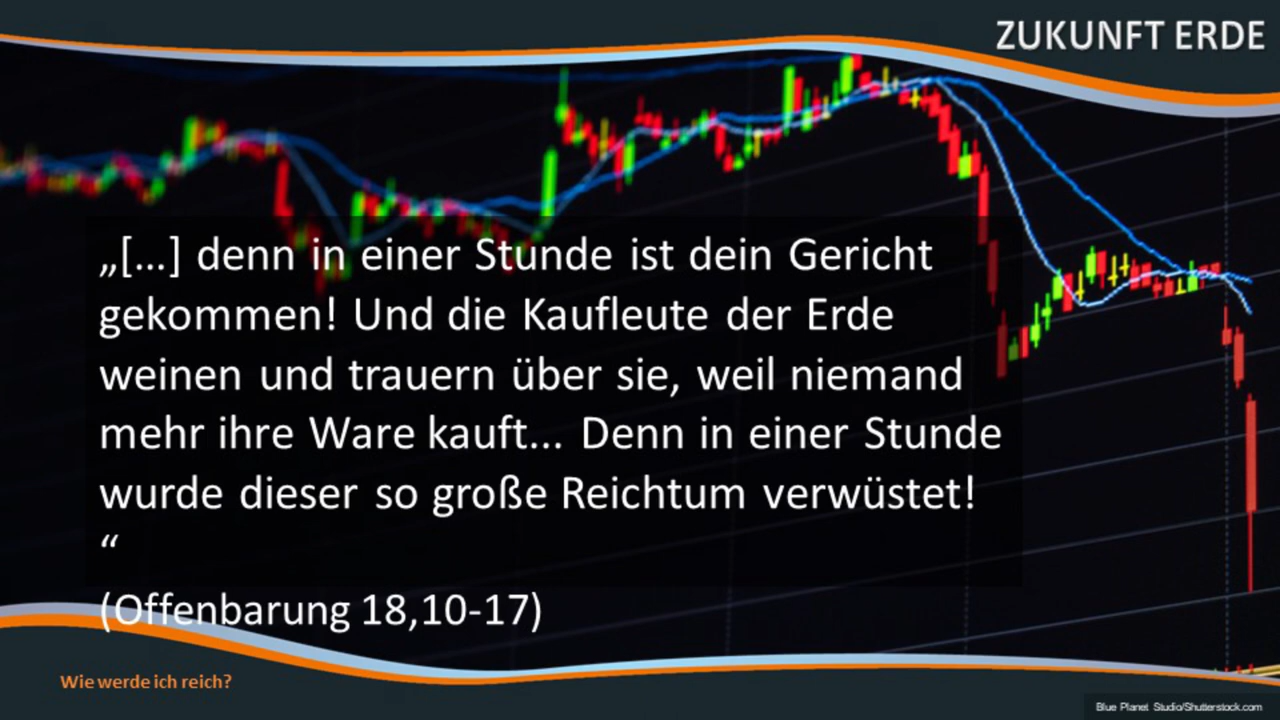 ZUKUNFT ERDE
„[…] denn in einer Stunde ist dein Gericht
gekommen! Und die Kaufleute der Erde
weinen und trauern über sie, weil niemand
mehr ihre Ware kauft... Denn in einer Stunde
wurde dieser so große Reichtum verwüstet!
“
(Offenbarung 18,10-17)
Wie werde ich reich?
Blue Planet Studio/Shutterstock.com